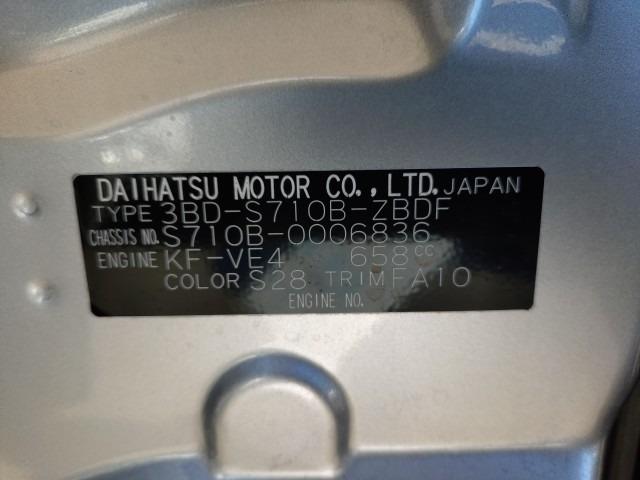 DAIHATSU MOTOR CO., LTD. JAPAN
TYPE 3BD-S710B-ZBDF
CHASSIS NO. S710B-0006836
ENGINE KF-VE4 658cc
COLOR S28 TRIM FA10
ENGINE NO.